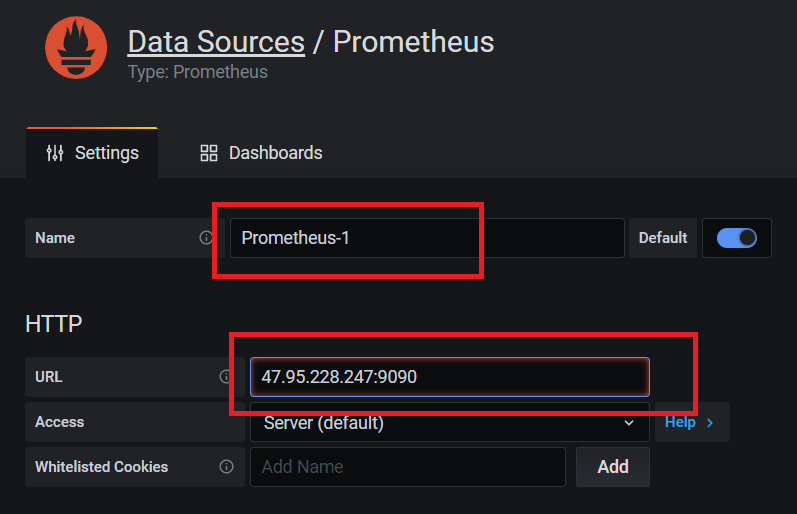 Data Sources / Prometheus
Type: Prometheus
Settings
Dashboards
Name
Prometheus-1
Default
HTTP
URL
47.95.228.247:9090
Access
Server (default)
Help
Whitelisted Cookies
Add Name
Add